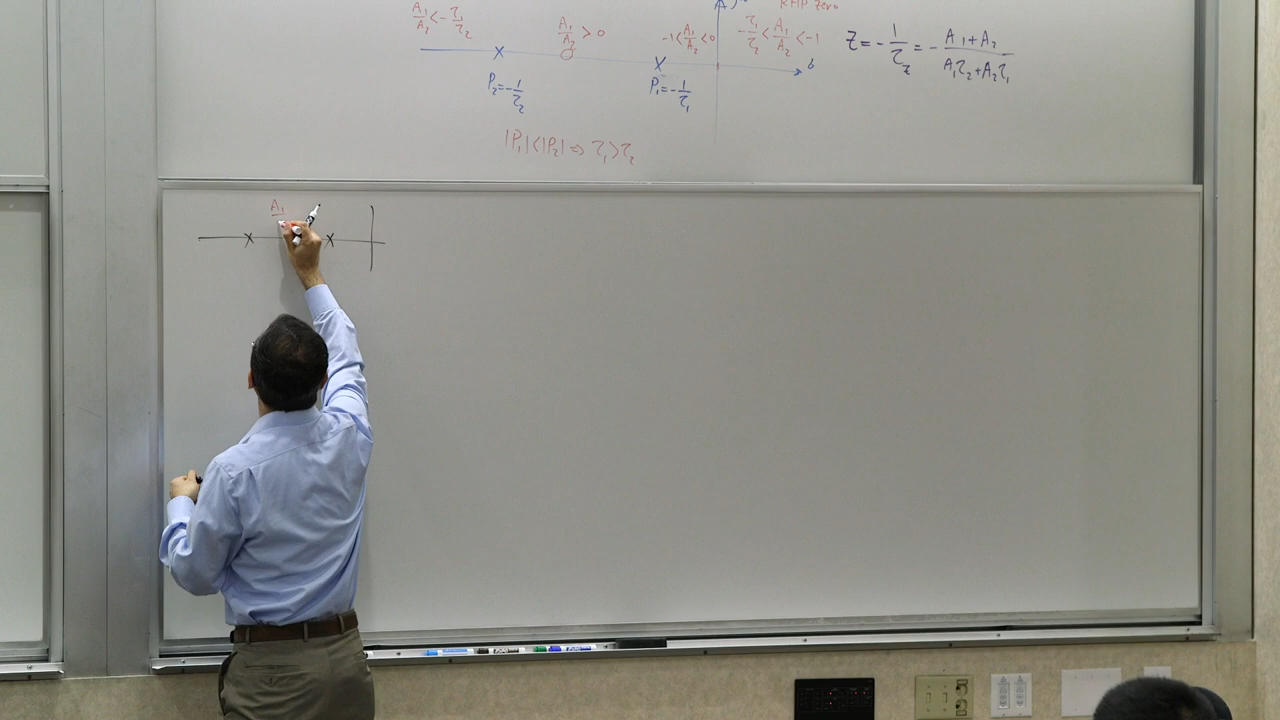 RHP Zero
A₁/A₂ < -τ₁/τ₂
A₁/A₂ > 0
-1 < A₁/A₂ < 0
-τ₁/τ₂ < A₁/A₂ < -1
Z = -1/τ_z = -(A₁+A₂)/(A₁τ₂+A₂τ₁)
σ
P₂ = -1/τ₂
P₁ = -1/τ₁
|P₁|<|P₂| ⇒ τ₁>τ₂
A₁